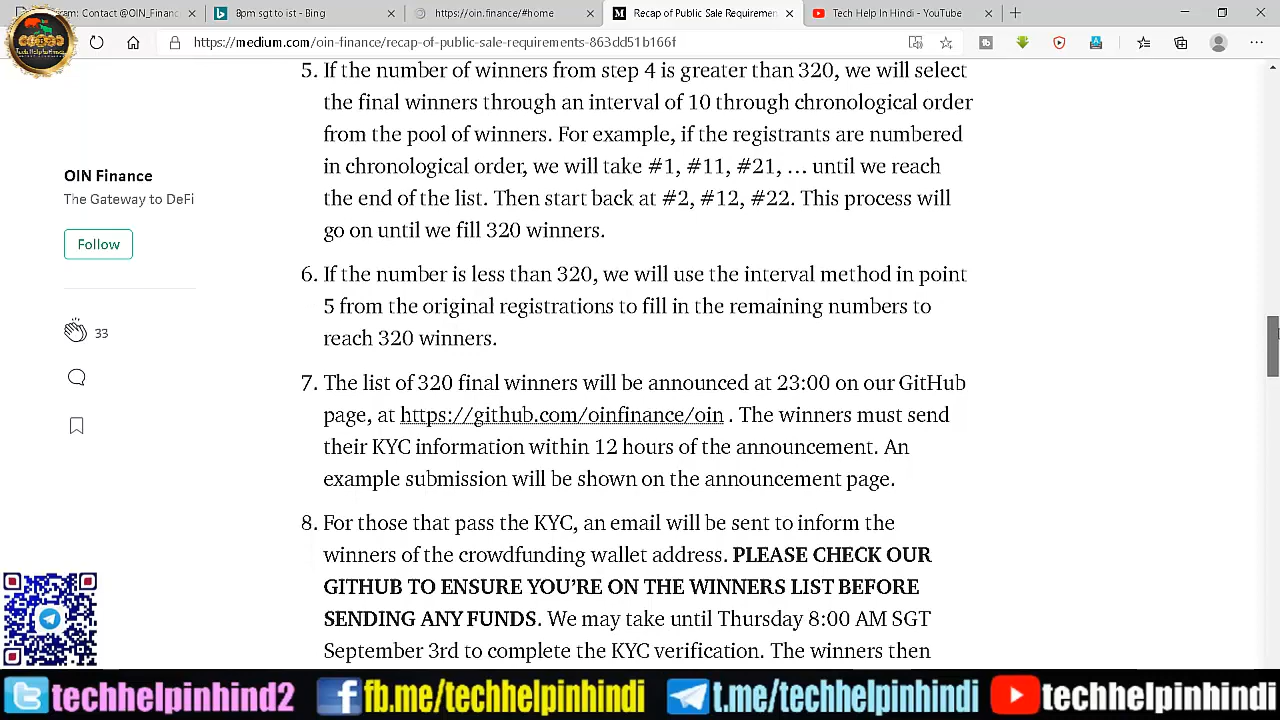 ram: Contact @OIN_Financ
8pm sgt to ist - Bing
https://oin.finance/#home
Recap of Public Sale Requiremen
Tech Help In Hindi - YouTube
https://medium.com/oin-finance/recap-of-public-sale-requirements-863dd51b166f
5. If the number of winners from step 4 is greater than 320, we will select
the final winners through an interval of 10 through chronological order
from the pool of winners. For example, if the registrants are numbered
in chronological order, we will take #1, #11, #21, … until we reach
the end of the list. Then start back at #2, #12, #22. This process will
go on until we fill 320 winners.
OIN Finance
The Gateway to DeFi
Follow
33
6. If the number is less than 320, we will use the interval method in point
5 from the original registrations to fill in the remaining numbers to
reach 320 winners.
7. The list of 320 final winners will be announced at 23:00 on our GitHub
page, at https://github.com/oinfinance/oin . The winners must send
their KYC information within 12 hours of the announcement. An
example submission will be shown on the announcement page.
8. For those that pass the KYC, an email will be sent to inform the
winners of the crowdfunding wallet address. PLEASE CHECK OUR
GITHUB TO ENSURE YOU’RE ON THE WINNERS LIST BEFORE
SENDING ANY FUNDS. We may take until Thursday 8:00 AM SGT
September 3rd to complete the KYC verification. The winners then
techhelpinhind2
fb.me/techhelpinhindi
t.me/techhelpinhindi
techhelpinhindi